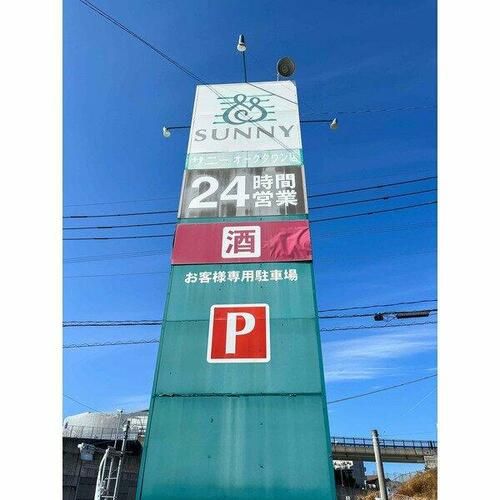 SUNNY
サニーオークタウン店
24時間
営業
酒
お客様専用駐車場
P